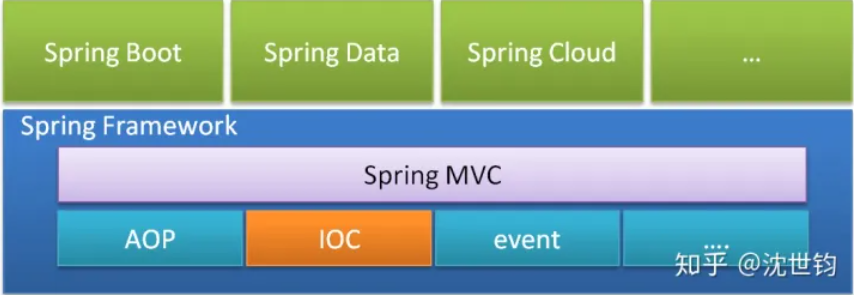 Spring Boot
Spring Data
Spring Cloud
...
Spring Framework
Spring MVC
AOP
IOC
event
....
知乎 @沈世钧